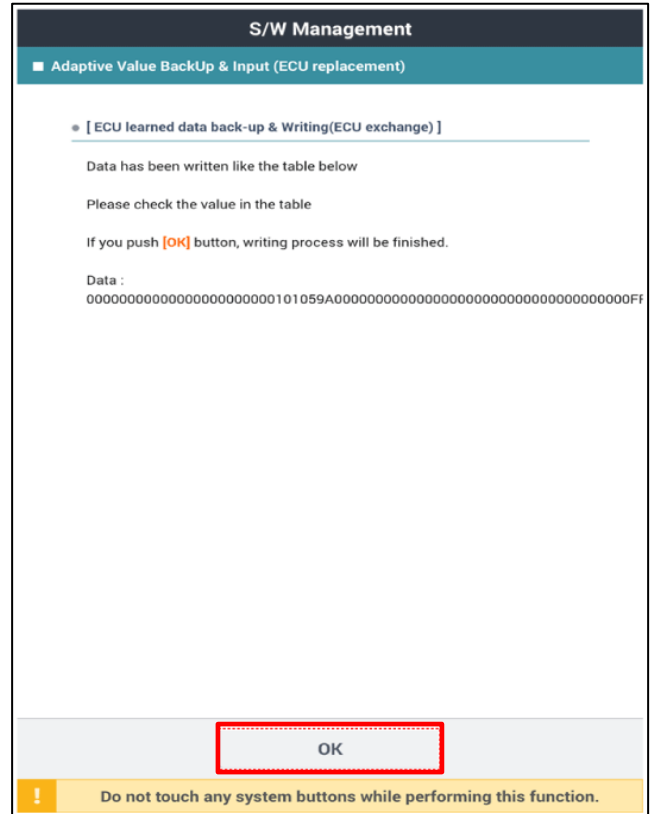 S/W Management
Adaptive Value BackUp & Input (ECU replacement)
[ ECU learned data back-up & Writing(ECU exchange) ]
Data has been written like the table below
Please check the value in the table
If you push [OK] button, writing process will be finished.
Data :
00000000000000000000000101059A00000000000000000000000000000000000FF
OK
! Do not touch any system buttons while performing this function.